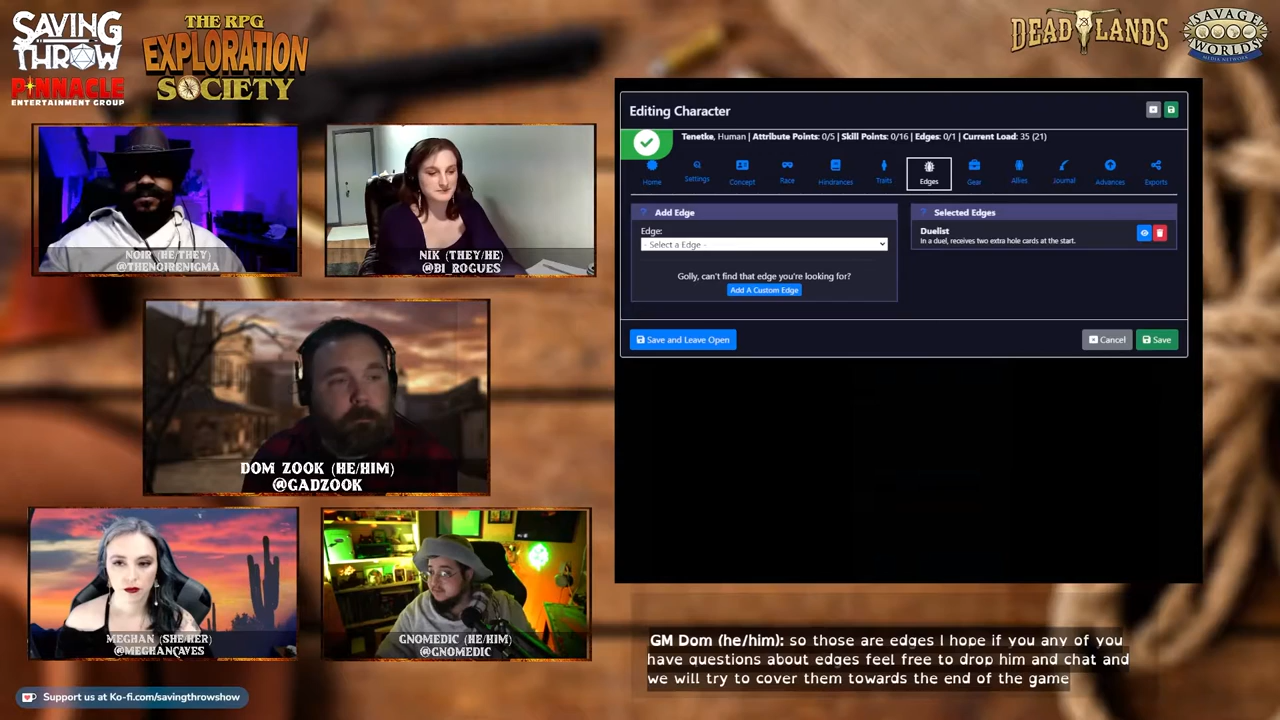 SAVING
THROW
PINNACLE
ENTERTAINMENT GROUP
THE RPG
EXPLORATION
SOCIETY
DEADLANDS
SAVAGE
WORLDS
MEDIA NETWORK
NOIR (HE/THEY)
@THENOIRENIGMA
NIK (THEY/HE)
@BI_ROGUES
DOM ZOOK (HE/HIM)
@GADZOOK
MEGHAN (SHE/HER)
@MEGHANCAVES
GNOMEDIC (HE/HIM)
@GNOMEDIC
Support us at Ko-fi.com/savingthrowshow
Editing Character
Tenetke, Human | Attribute Points: 0/5 | Skill Points: 0/16 | Edges: 0/1 | Current Load: 35 (21)
Home Settings Concept Race Hindrances Traits Edges Gear Allies Journal Advances Exports
? Add Edge
Edge:
- Select a Edge -
Golly, can't find that edge you're looking for?
Add A Custom Edge
? Selected Edges
Duelist
In a duel, receives two extra hole cards at the start.
Save and Leave Open
Cancel
Save
GM Dom (he/him): so those are edges I hope if you any of you
have questions about edges feel free to drop him and chat and
we will try to cover them towards the end of the game